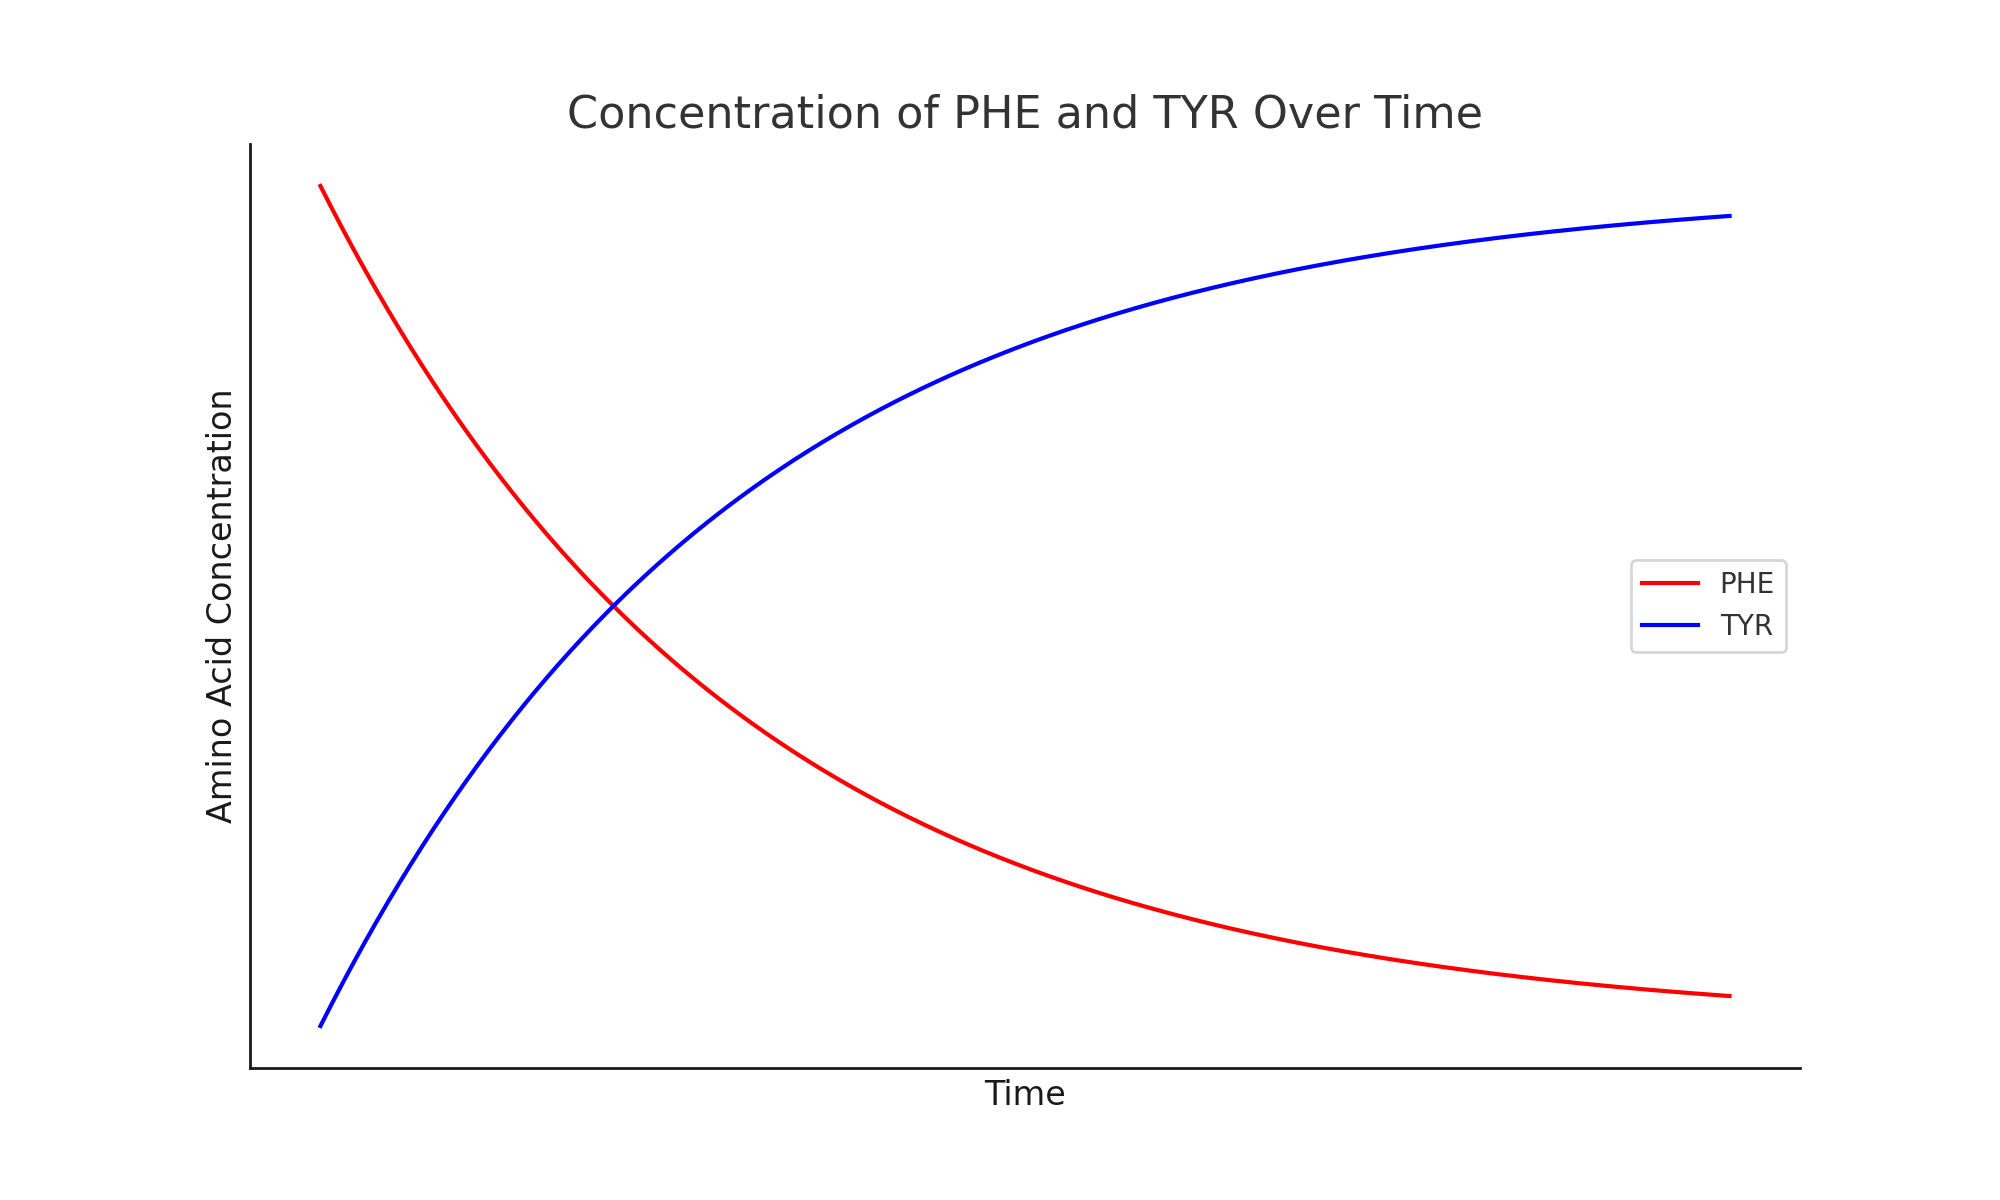 Concentration of PHE and TYR Over Time
Amino Acid Concentration
PHE
TYR
Time